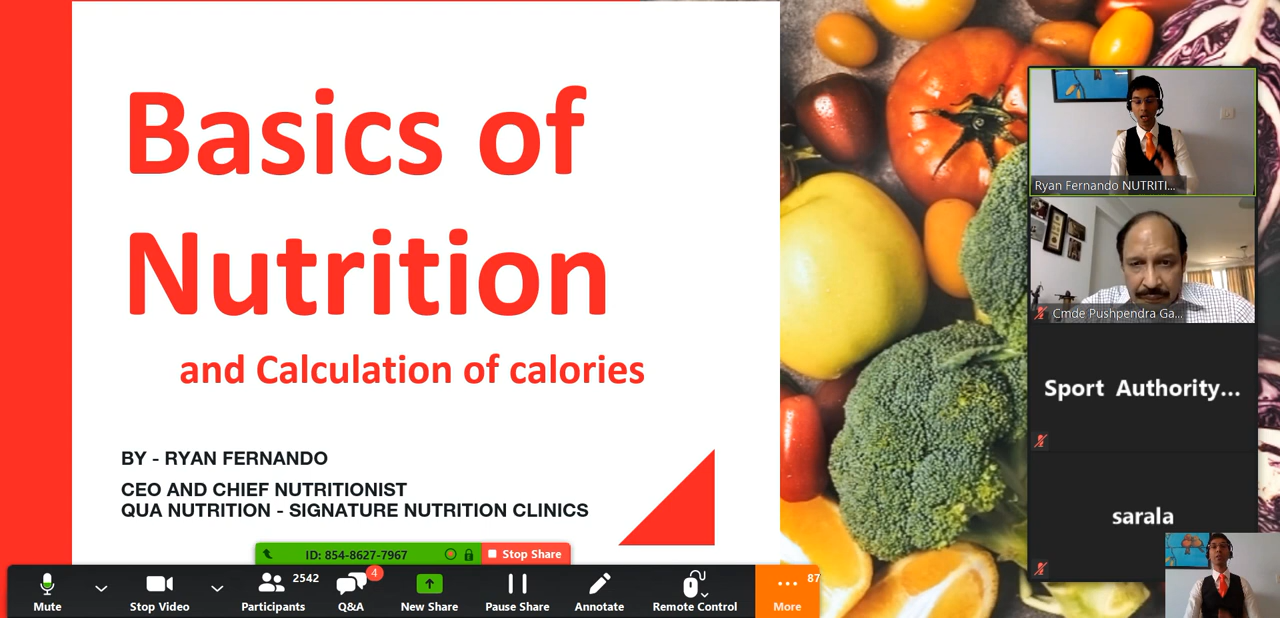 Basics of
Nutrition
and Calculation of calories
BY - RYAN FERNANDO
CEO AND CHIEF NUTRITIONIST
QUA NUTRITION - SIGNATURE NUTRITION CLINICS
Ryan Fernando NUTRITI...
Cmde Pushpendra Ga...
Sport Authority...
sarala
ID: 854-8627-7967
Stop Share
2542
4
87
Mute
Stop Video
Participants
Q&A
New Share
Pause Share
Annotate
Remote Control
More